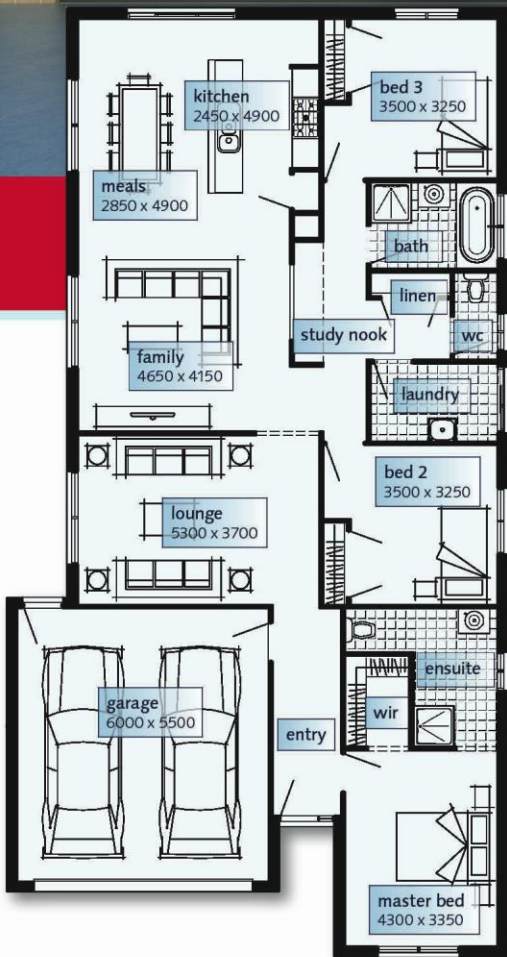 kitchen
2450 x 4900
bed 3
3500 x 3250
meals
2850 x 4900
bath
linen
study nook
wc
family
4650 x 4150
laundry
bed 2
3500 x 3250
lounge
5300 x 3700
ensuite
garage
6000 x 5500
wir
entry
master bed
4300 x 3350